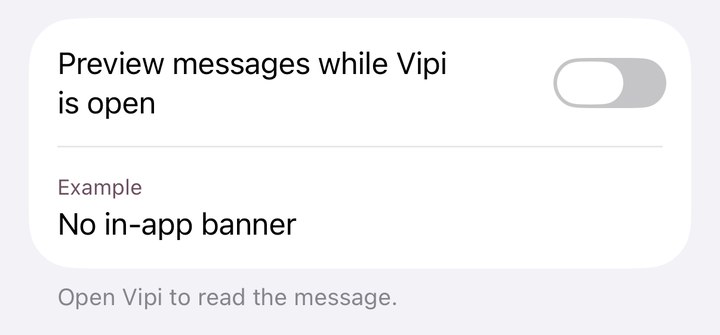 Preview messages while Vipi
is open
Example
No in-app banner
Open Vipi to read the message.